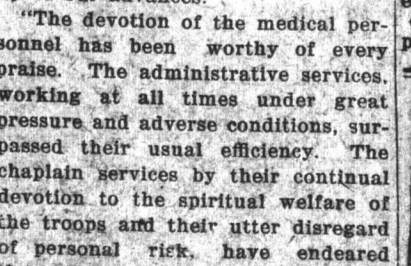 "The devotion of the medical per-
sonnel has been worthy of every
praise. The administrative services,
working at all times under great
pressure and adverse conditions, sur-
passed their usual efficiency. The
chaplain services by their continual
devotion to the spiritual welfare of
the troops and their utter disregard
of personal risk, have endeared